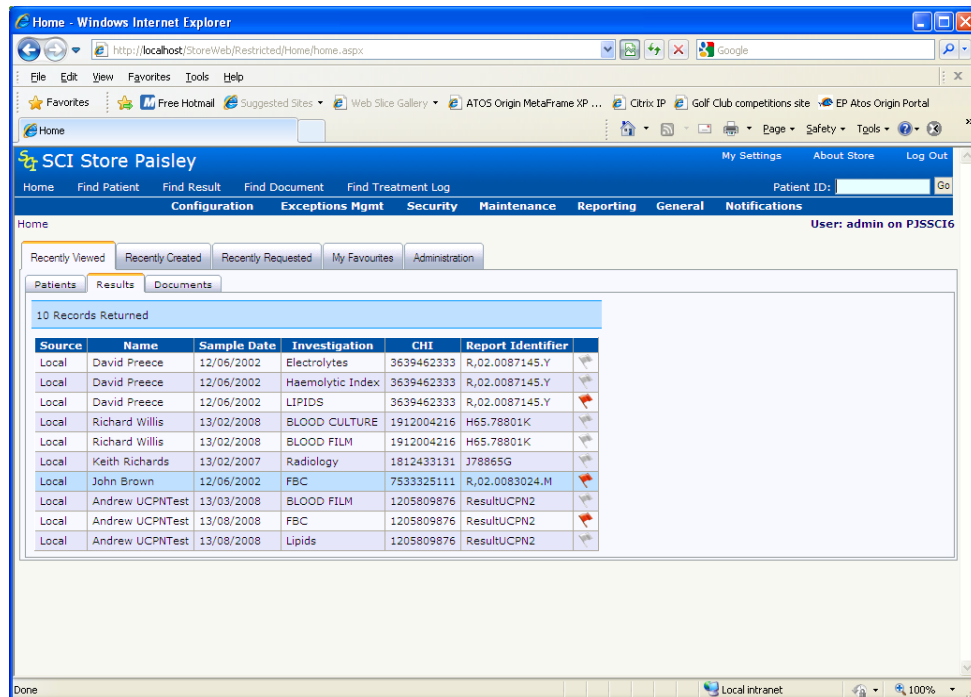 Home - Windows Internet Explorer
http://localhost/StoreWeb/Restricted/Home/home.aspx Google
File Edit View Favorites Tools Help
Favorites Free Hotmail Suggested Sites Web Slice Gallery ATOS Origin MetaFrame XP ... Citrix IP Golf Club competitions site EP Atos Origin Portal
Home Page Safety Tools
SCI Store Paisley My Settings About Store Log Out
Home Find Patient Find Result Find Document Find Treatment Log Patient ID: Go
Configuration Exceptions Mgmt Security Maintenance Reporting General Notifications
Home User: admin on PJSSCI6
Recently Viewed Recently Created Recently Requested My Favourites Administration
Patients Results Documents
10 Records Returned
Source Name Sample Date Investigation CHI Report Identifier
Local David Preece 12/06/2002 Electrolytes 3639462333 R,02.0087145.Y
Local David Preece 12/06/2002 Haemolytic Index 3639462333 R,02.0087145.Y
Local David Preece 12/06/2002 LIPIDS 3639462333 R,02.0087145.Y
Local Richard Willis 13/02/2008 BLOOD CULTURE 1912004216 H65.78801K
Local Richard Willis 13/02/2008 BLOOD FILM 1912004216 H65.78801K
Local Keith Richards 13/02/2007 Radiology 1812433131 J78865G
Local John Brown 12/06/2002 FBC 7533325111 R,02.0083024.M
Local Andrew UCPNTest 13/03/2008 BLOOD FILM 1205809876 ResultUCPN2
Local Andrew UCPNTest 13/08/2008 FBC 1205809876 ResultUCPN2
Local Andrew UCPNTest 13/08/2008 Lipids 1205809876 ResultUCPN2
Done Local intranet 100%